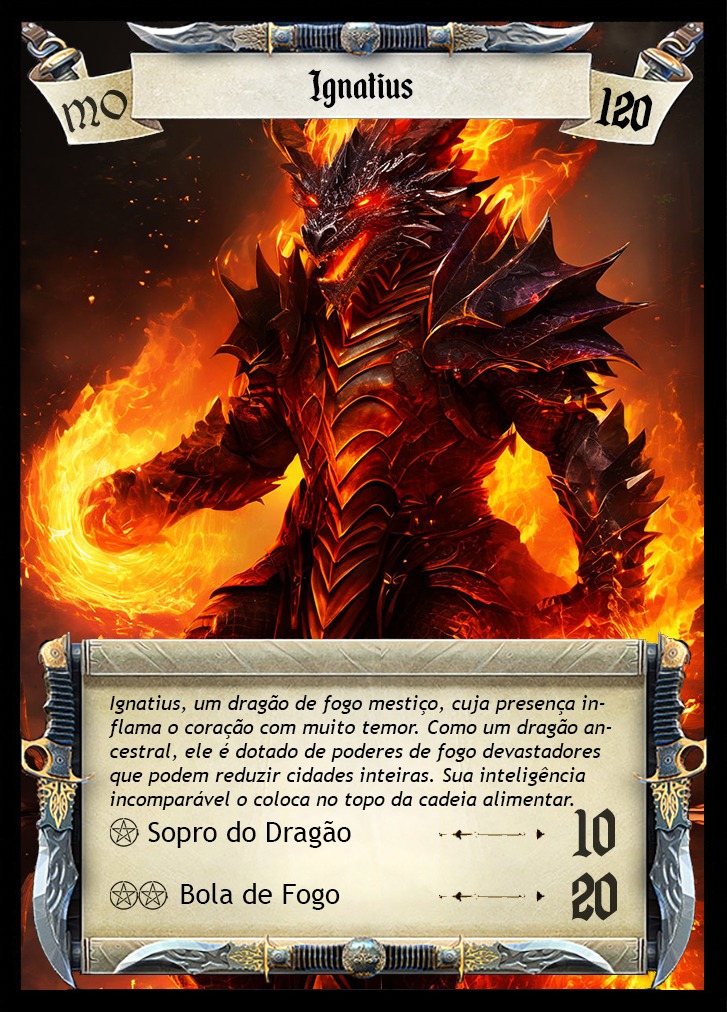 MO
Ignatius
120
Ignatius, um dragão de fogo mestiço, cuja presença in-
flama o coração com muito temor. Como um dragão an-
cestral, ele é dotado de poderes de fogo devastadores
que podem reduzir cidades inteiras. Sua inteligência
incomparável o coloca no topo da cadeia alimentar.
Sopro do Dragão 10
Bola de Fogo 20